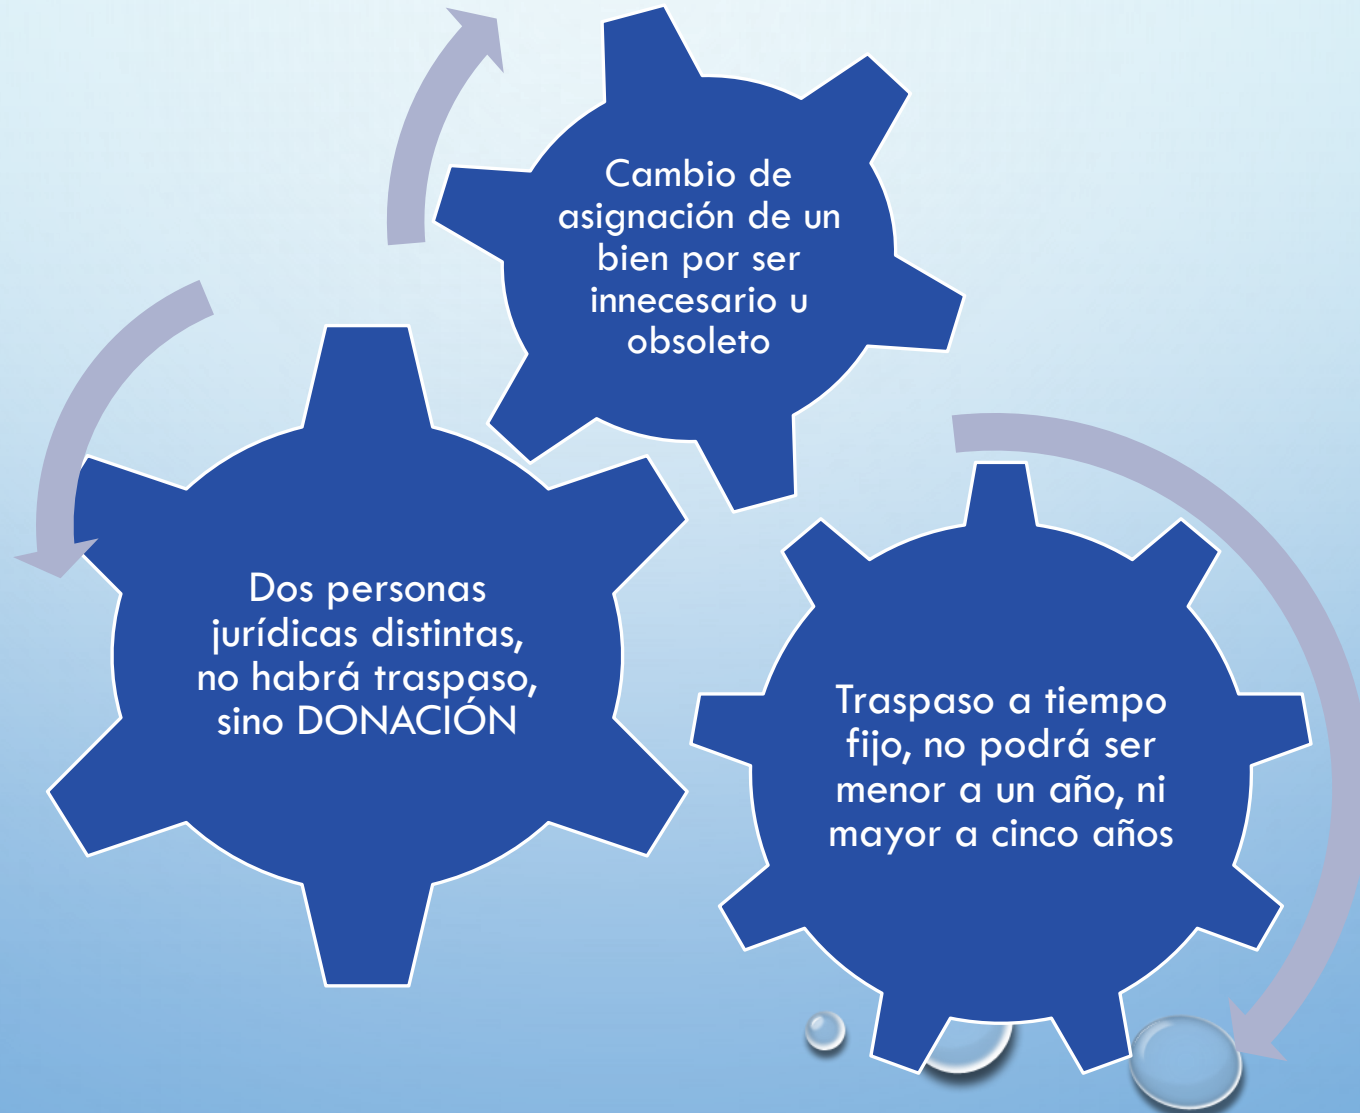 Cambio de
asignación de un
bien por ser
innecesario u
obsoleto
Dos personas
jurídicas distintas,
no habrá traspaso,
sino DONACIÓN
Traspaso a tiempo
fijo, no podrá ser
menor a un año, ni
mayor a cinco años